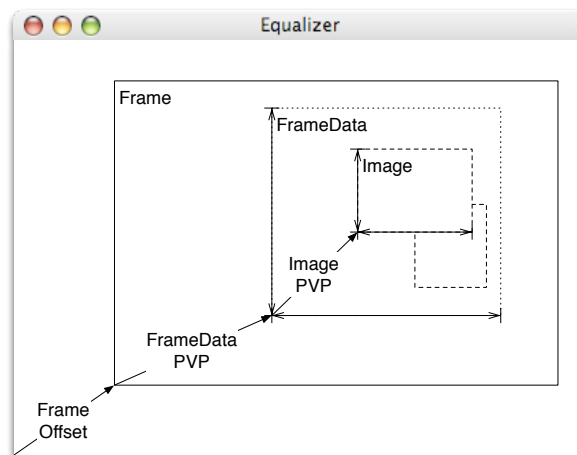 Equalizer
Frame
FrameData
Image
Image
PVP
FrameData
PVP
Frame
Offset